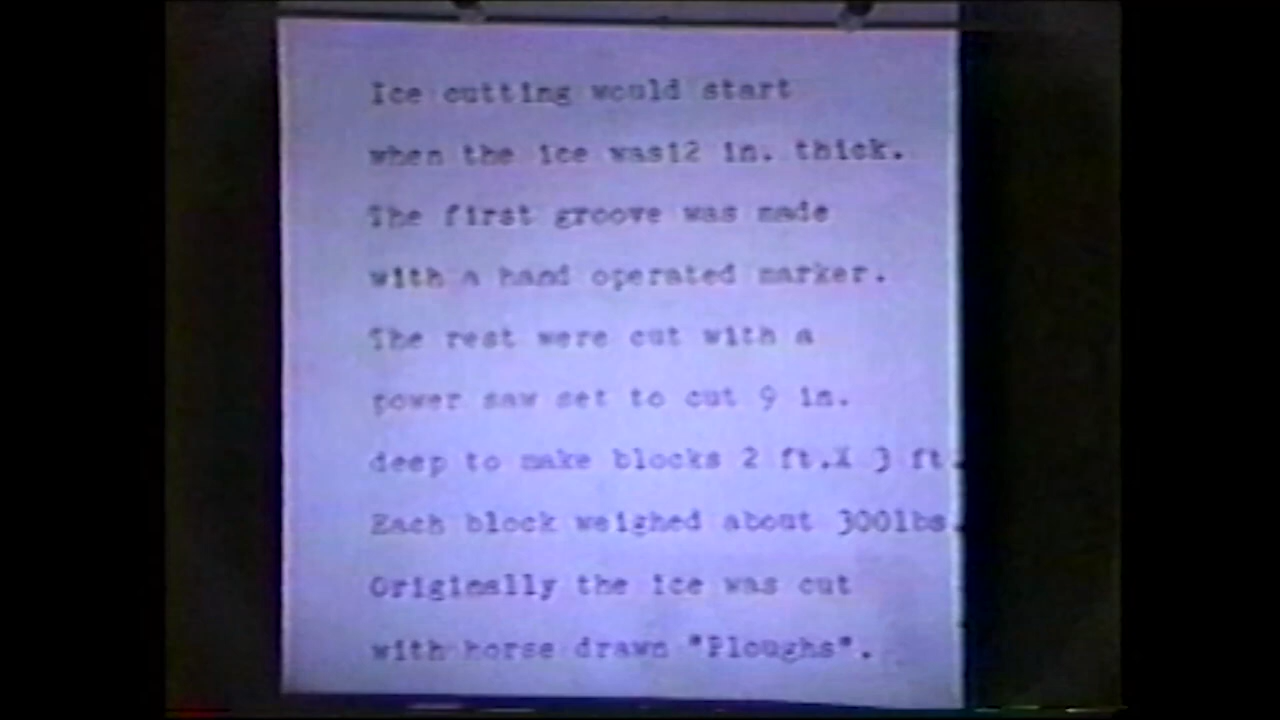 Ice cutting would start
when the ice was12 in. thick.
The first groove was made
with a hand operated marker.
The rest were cut with a
power saw set to cut 9 in.
deep to make blocks 2 ft.X 3 ft.
Each block weighed about 300lbs.
Originally the ice was cut
with horse drawn "Ploughs".